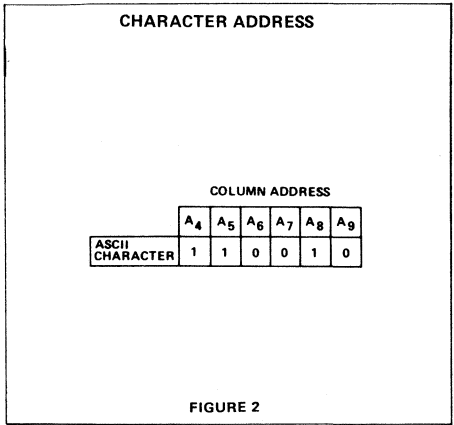 CHARACTER ADDRESS
COLUMN ADDRESS
A4 A5 A6 A7 A8 A9
ASCII
CHARACTER 1 1 0 0 1 0
FIGURE 2